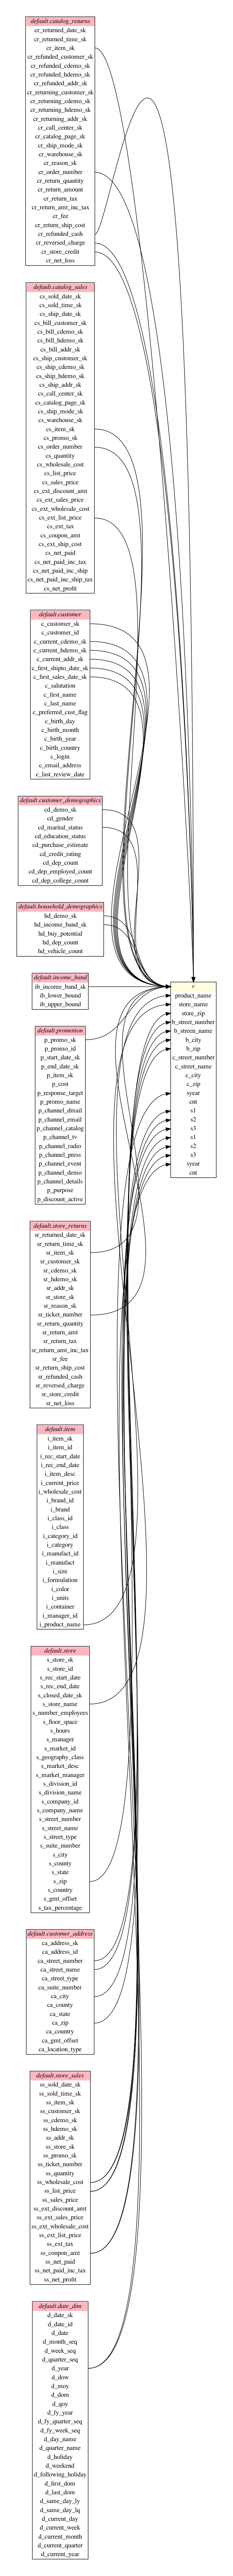 default.catalog_returns
cr_returned_date_sk
cr_returned_time_sk
cr_item_sk
cr_refunded_customer_sk
cr_refunded_cdemo_sk
cr_refunded_hdemo_sk
cr_refunded_addr_sk
cr_returning_customer_sk
cr_returning_cdemo_sk
cr_returning_hdemo_sk
cr_returning_addr_sk
cr_call_center_sk
cr_catalog_page_sk
cr_ship_mode_sk
cr_warehouse_sk
cr_reason_sk
cr_order_number
cr_return_quantity
cr_return_amount
cr_return_tax
cr_return_amt_inc_tax
cr_fee
cr_return_ship_cost
cr_refunded_cash
cr_reversed_charge
cr_store_credit
cr_net_loss
default.catalog_sales
cs_sold_date_sk
cs_sold_time_sk
cs_ship_date_sk
cs_bill_customer_sk
cs_bill_cdemo_sk
cs_bill_hdemo_sk
cs_bill_addr_sk
cs_ship_customer_sk
cs_ship_cdemo_sk
cs_ship_hdemo_sk
cs_ship_addr_sk
cs_call_center_sk
cs_catalog_page_sk
cs_ship_mode_sk
cs_warehouse_sk
cs_item_sk
cs_promo_sk
cs_order_number
cs_quantity
cs_wholesale_cost
cs_list_price
cs_sales_price
cs_ext_discount_amt
cs_ext_sales_price
cs_ext_wholesale_cost
cs_ext_list_price
cs_ext_tax
cs_coupon_amt
cs_ext_ship_cost
cs_net_paid
cs_net_paid_inc_tax
cs_net_paid_inc_ship
cs_net_paid_inc_ship_tax
cs_net_profit
default.customer
c_customer_sk
c_customer_id
c_current_cdemo_sk
c_current_hdemo_sk
c_current_addr_sk
c_first_shipto_date_sk
c_first_sales_date_sk
c_salutation
c_first_name
c_last_name
c_preferred_cust_flag
c_birth_day
c_birth_month
c_birth_year
c_birth_country
c_login
c_email_address
c_last_review_date
default.customer_demographics
cd_demo_sk
cd_gender
cd_marital_status
cd_education_status
cd_purchase_estimate
cd_credit_rating
cd_dep_count
cd_dep_employed_count
cd_dep_college_count
default.household_demographics
hd_demo_sk
hd_income_band_sk
hd_buy_potential
hd_dep_count
hd_vehicle_count
default.income_band
ib_income_band_sk
ib_lower_bound
ib_upper_bound
v
product_name
store_name
store_zip
b_street_number
b_streen_name
b_city
b_zip
c_street_number
c_street_name
c_city
c_zip
syear
cnt
s1
s2
s3
s1
s2
s3
syear
cnt
default.promotion
p_promo_sk
p_promo_id
p_start_date_sk
p_end_date_sk
p_item_sk
p_cost
p_response_target
p_promo_name
p_channel_dmail
p_channel_email
p_channel_catalog
p_channel_tv
p_channel_radio
p_channel_press
p_channel_event
p_channel_demo
p_channel_details
p_purpose
p_discount_active
default.store_returns
sr_returned_date_sk
sr_return_time_sk
sr_item_sk
sr_customer_sk
sr_cdemo_sk
sr_hdemo_sk
sr_addr_sk
sr_store_sk
sr_reason_sk
sr_ticket_number
sr_return_quantity
sr_return_amt
sr_return_tax
sr_return_amt_inc_tax
sr_fee
sr_return_ship_cost
sr_refunded_cash
sr_reversed_charge
sr_store_credit
sr_net_loss
default.item
i_item_sk
i_item_id
i_rec_start_date
i_rec_end_date
i_item_desc
i_current_price
i_wholesale_cost
i_brand_id
i_brand
i_class_id
i_class
i_category_id
i_category
i_manufact_id
i_manufact
i_size
i_formulation
i_color
i_units
i_container
i_manager_id
i_product_name
default.store
s_store_sk
s_store_id
s_rec_start_date
s_rec_end_date
s_closed_date_sk
s_store_name
s_number_employees
s_floor_space
s_hours
s_manager
s_market_id
s_geography_class
s_market_desc
s_market_manager
s_division_id
s_division_name
s_company_id
s_company_name
s_street_number
s_street_name
s_street_type
s_suite_number
s_city
s_county
s_state
s_zip
s_country
s_gmt_offset
s_tax_percentage
default.customer_address
ca_address_sk
ca_address_id
ca_street_number
ca_street_name
ca_street_type
ca_suite_number
ca_city
ca_county
ca_state
ca_zip
ca_country
ca_gmt_offset
ca_location_type
default.store_sales
ss_sold_date_sk
ss_sold_time_sk
ss_item_sk
ss_customer_sk
ss_cdemo_sk
ss_hdemo_sk
ss_addr_sk
ss_store_sk
ss_promo_sk
ss_ticket_number
ss_quantity
ss_wholesale_cost
ss_list_price
ss_sales_price
ss_ext_discount_amt
ss_ext_sales_price
ss_ext_wholesale_cost
ss_ext_list_price
ss_ext_tax
ss_coupon_amt
ss_net_paid
ss_net_paid_inc_tax
ss_net_profit
default.date_dim
d_date_sk
d_date_id
d_date
d_month_seq
d_week_seq
d_quarter_seq
d_year
d_dow
d_moy
d_dom
d_qoy
d_fy_year
d_fy_quarter_seq
d_fy_week_seq
d_day_name
d_quarter_name
d_holiday
d_weekend
d_following_holiday
d_first_dom
d_last_dom
d_same_day_ly
d_same_day_lq
d_current_day
d_current_week
d_current_month
d_current_quarter
d_current_year